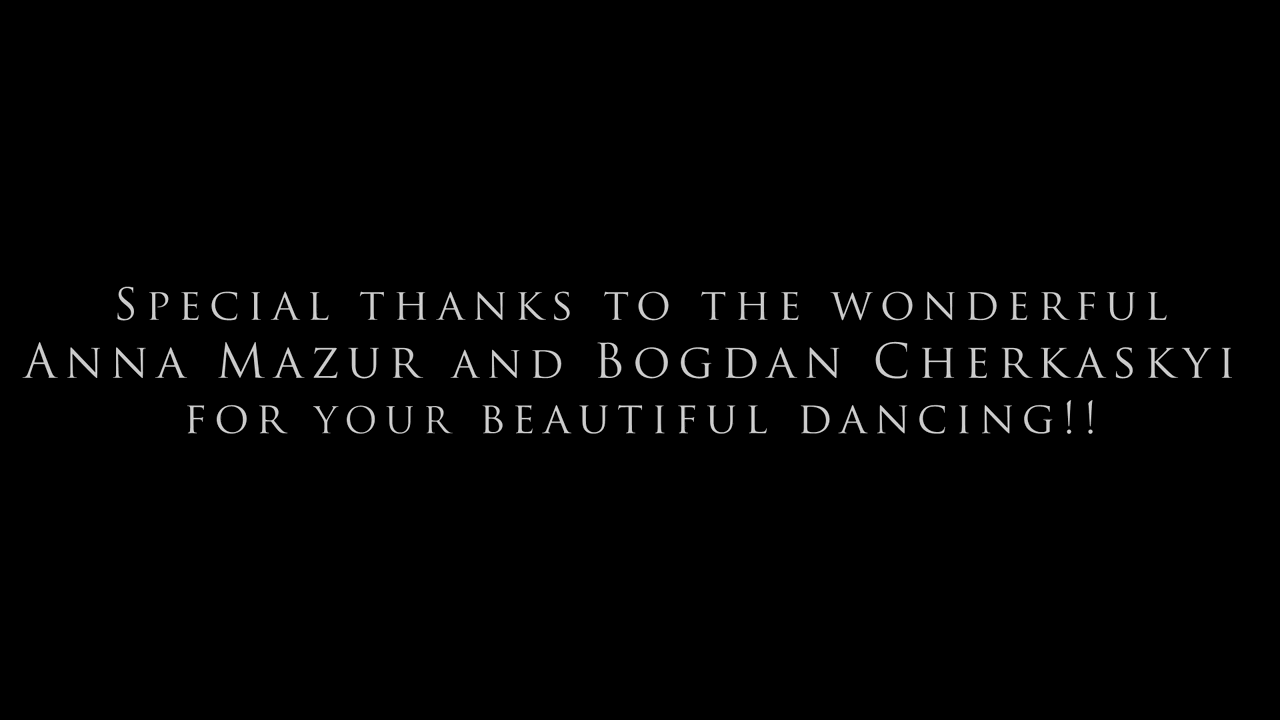 Special thanks to the wonderful
Anna Mazur and Bogdan Cherkaskyi
for your beautiful dancing!!